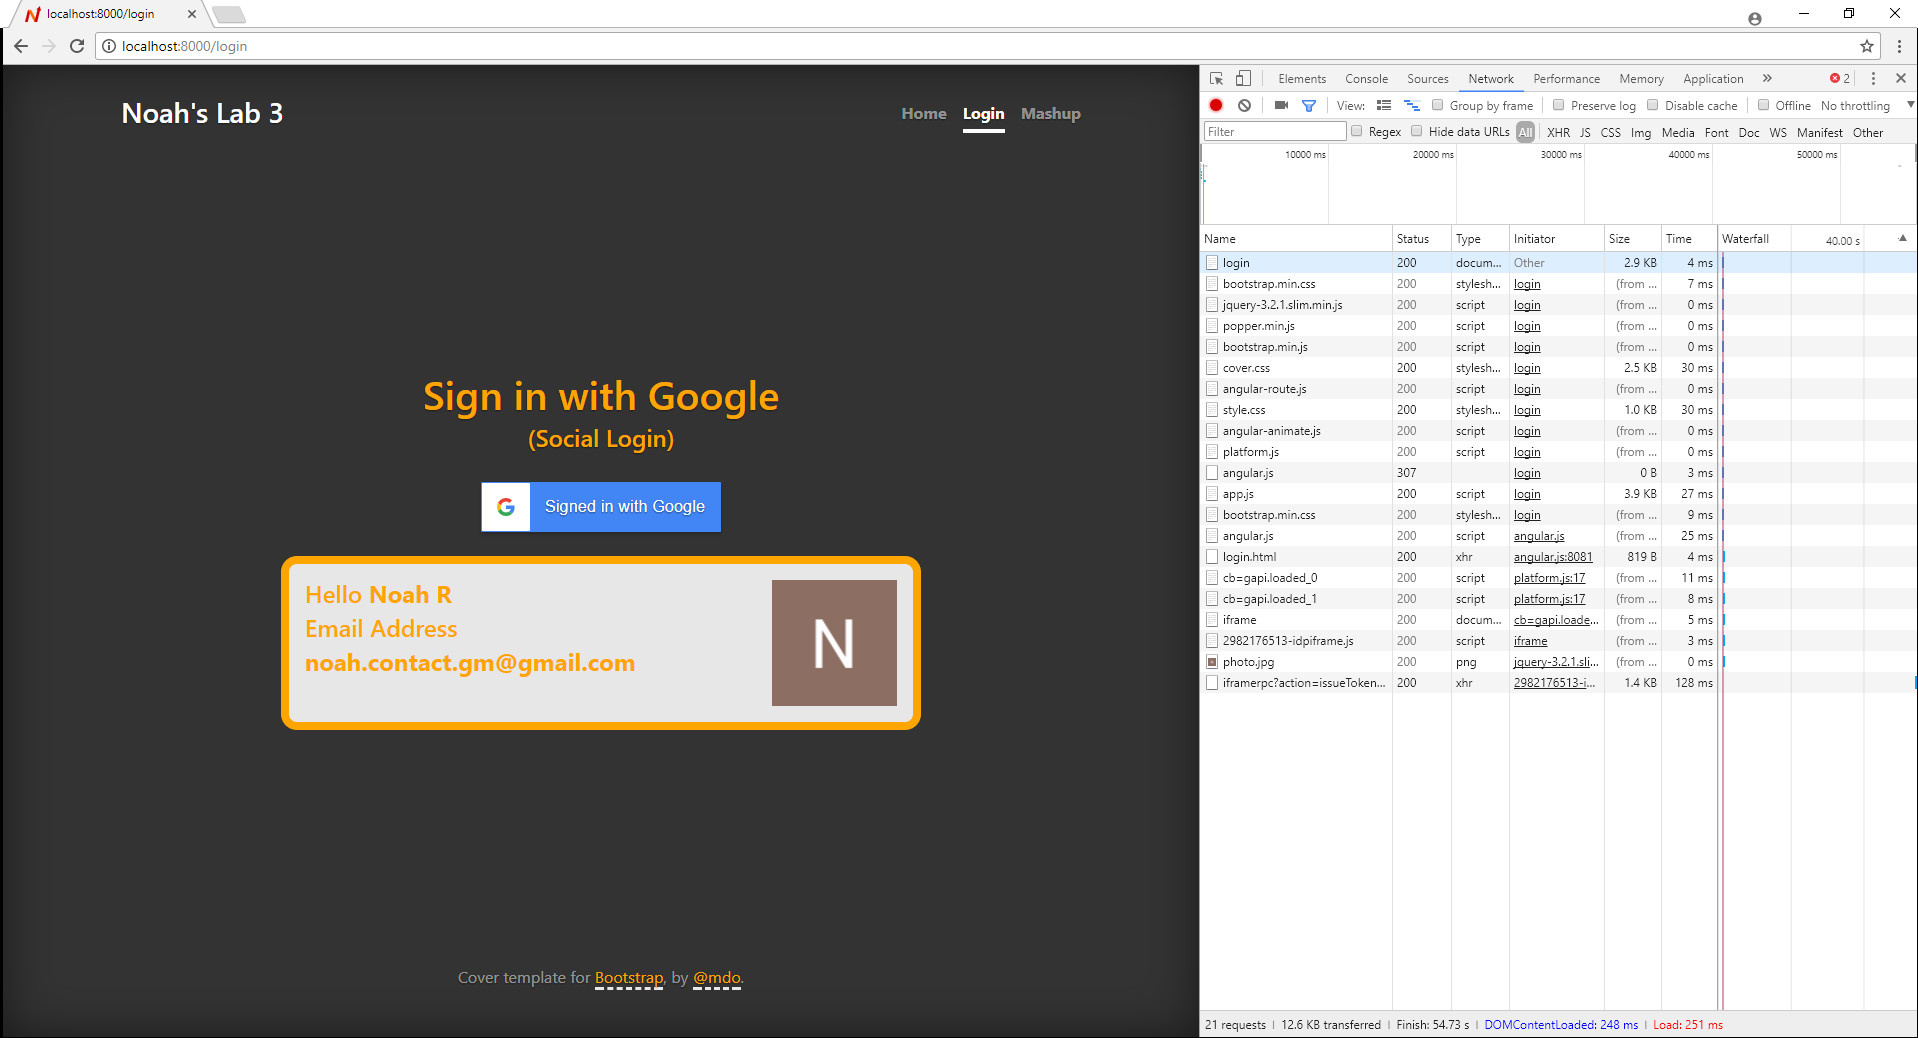 localhost:8000/login
localhost:8000/login
Noah's Lab 3
Home Login Mashup
Sign in with Google
(Social Login)
Signed in with Google
Hello Noah R
Email Address
noah.contact.gm@gmail.com
N
Cover template for Bootstrap, by @mdo.
Elements Console Sources Network Performance Memory Application » 2
View: Group by frame Preserve log Disable cache Offline No throttling
Filter Regex Hide data URLs All XHR JS CSS Img Media Font Doc WS Manifest Other
10000 ms 20000 ms 30000 ms 40000 ms 50000 ms
Name Status Type Initiator Size Time Waterfall 40.00 s
login 200 docum... Other 2.9 KB 4 ms
bootstrap.min.css 200 stylesh... login (from ... 7 ms
jquery-3.2.1.slim.min.js 200 script login (from ... 0 ms
popper.min.js 200 script login (from ... 0 ms
bootstrap.min.js 200 script login (from ... 0 ms
cover.css 200 stylesh... login 2.5 KB 30 ms
angular-route.js 200 script login (from ... 0 ms
style.css 200 stylesh... login 1.0 KB 30 ms
angular-animate.js 200 script login (from ... 0 ms
platform.js 200 script login (from ... 0 ms
angular.js 307 login 0 B 3 ms
app.js 200 script login 3.9 KB 27 ms
bootstrap.min.css 200 stylesh... login (from ... 9 ms
angular.js 200 script angular.js (from ... 25 ms
login.html 200 xhr angular.js:8081 819 B 4 ms
cb=gapi.loaded_0 200 script platform.js:17 (from ... 11 ms
cb=gapi.loaded_1 200 script platform.js:17 (from ... 8 ms
iframe 200 docum... cb=gapi.loade... (from ... 5 ms
2982176513-idpiframe.js 200 script iframe (from ... 3 ms
photo.jpg 200 png jquery-3.2.1.sli... (from ... 0 ms
iframerpc?action=issueToken... 200 xhr 2982176513-i... 1.4 KB 128 ms
21 requests | 12.6 KB transferred | Finish: 54.73 s | DOMContentLoaded: 248 ms | Load: 251 ms